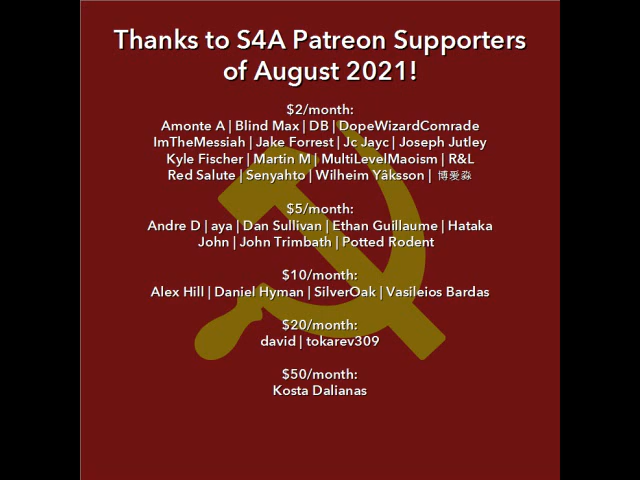 Thanks to S4A Patreon Supporters
of August 2021!
$2/month:
Amonte A | Blind Max | DB | DopeWizardComrade
ImTheMessiah | Jake Forrest | Jc Jayc | Joseph Jutley
Kyle Fischer | Martin M | MultiLevelMaoism | R&L
Red Salute | Senyahto | Wilheim Yâksson | 博爱淼
$5/month:
Andre D | aya | Dan Sullivan | Ethan Guillaume | Hataka
John | John Trimbath | Potted Rodent
$10/month:
Alex Hill | Daniel Hyman | SilverOak | Vasileios Bardas
$20/month:
david | tokarev309
$50/month:
Kosta Dalianas